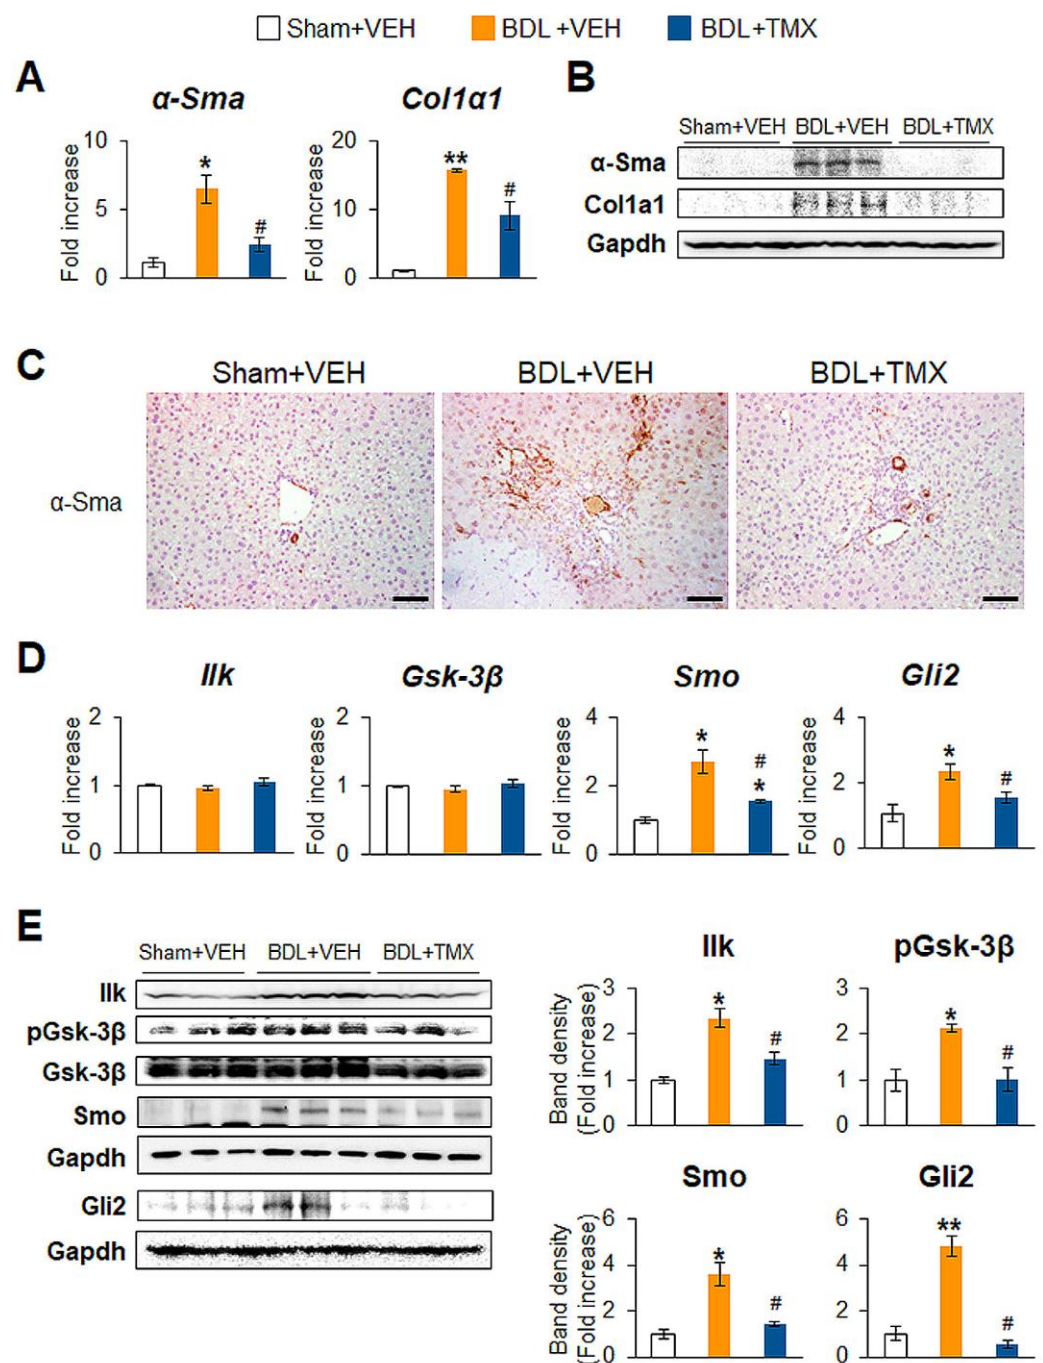 Sham+VEH BDL +VEH BDL+TMX
A
α-Sma Col1α1
Fold increase
10
5
0
*
#
Fold increase
20
10
0
**
#
B
Sham+VEH BDL+VEH BDL+TMX
α-Sma
Col1a1
Gapdh
C
Sham+VEH BDL+VEH BDL+TMX
α-Sma
D
Ilk Gsk-3β Smo Gli2
Fold increase
2
1
0
Fold increase
2
1
0
Fold increase
4
2
0
*
#
*
Fold increase
4
2
0
*
#
E
Sham+VEH BDL+VEH BDL+TMX
Ilk
pGsk-3β
Gsk-3β
Smo
Gapdh
Gli2
Gapdh
Ilk pGsk-3β
Band density
(Fold increase)
3
2
1
0
*
#
3
2
1
0
*
#
Smo Gli2
Band density
(Fold increase)
6
4
2
0
*
#
6
4
2
0
**
#